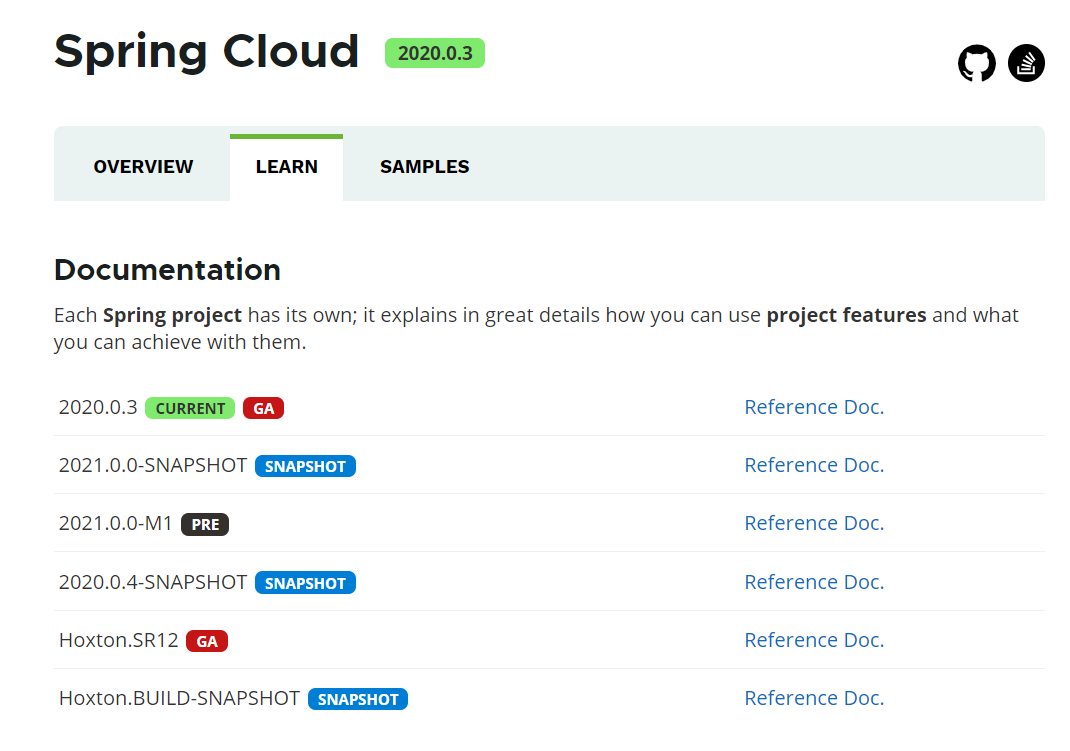 Spring Cloud 2020.0.3
OVERVIEW LEARN SAMPLES
Documentation
Each Spring project has its own; it explains in great details how you can use project features and what
you can achieve with them.
2020.0.3 CURRENT GA Reference Doc.
2021.0.0-SNAPSHOT SNAPSHOT Reference Doc.
2021.0.0-M1 PRE Reference Doc.
2020.0.4-SNAPSHOT SNAPSHOT Reference Doc.
Hoxton.SR12 GA Reference Doc.
Hoxton.BUILD-SNAPSHOT SNAPSHOT Reference Doc.